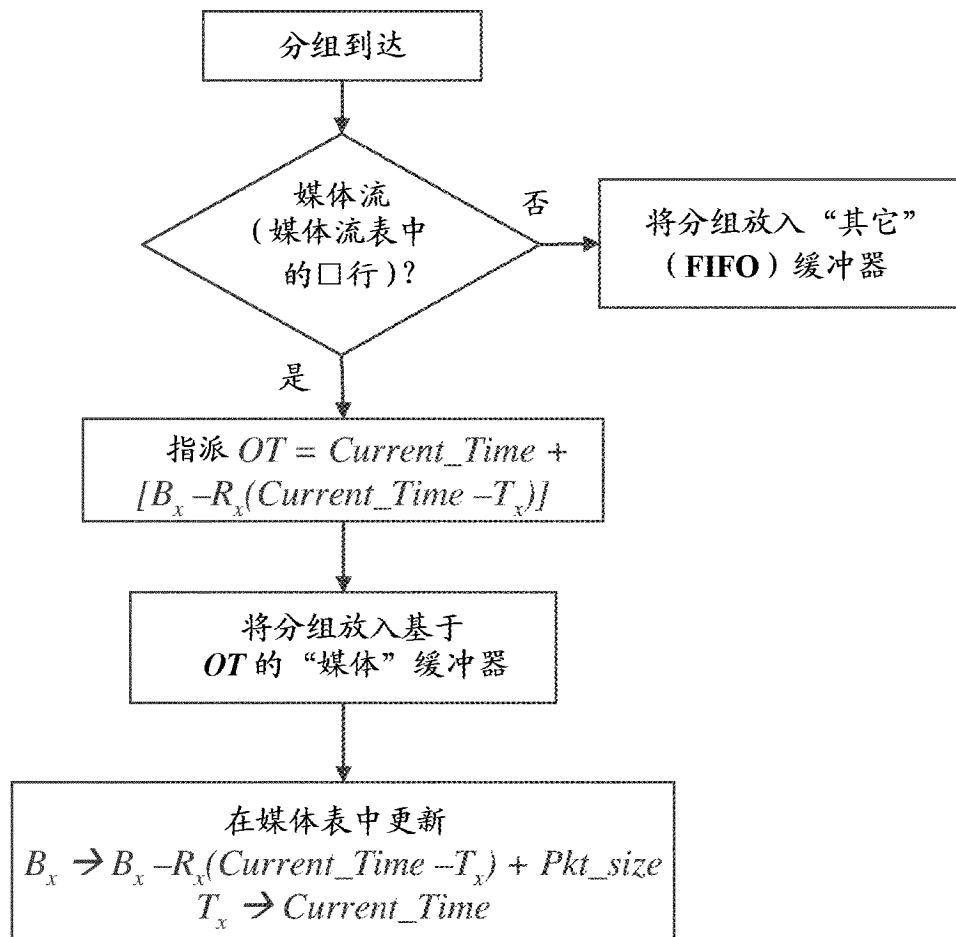 分组到达
媒体流
(媒体流表中
的□行)?
否
将分组放入“其它”
(FIFO)缓冲器
是
指派 OT = Current_Time +
[B_x –R_x(Current_Time –T_x)]
将分组放入基于
OT 的“媒体”缓冲器
在媒体表中更新
B_x → B_x –R_x(Current_Time –T_x) + Pkt_size
T_x → Current_Time